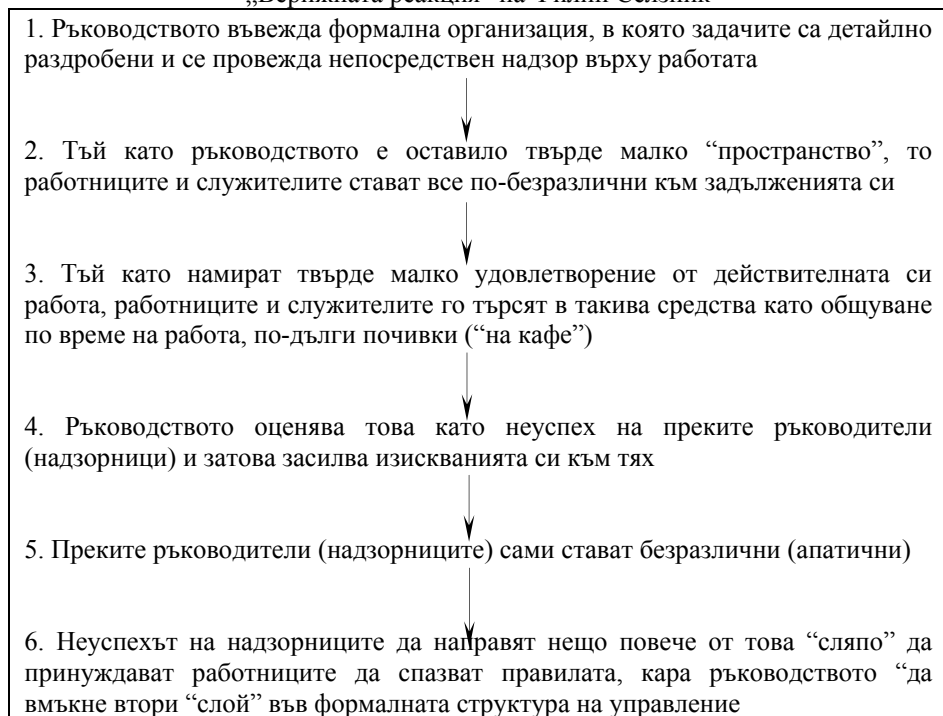 1. Ръководството въвежда формална организация, в която задачите са детайлно
раздробени и се провежда непосредствен надзор върху работата
2. Тъй като ръководството е оставило твърде малко “пространство”, то
работниците и служителите стават все по-безразлични към задълженията си
3. Тъй като намират твърде малко удовлетворение от действителната си
работа, работниците и служителите го търсят в такива средства като общуване
по време на работа, по-дълги почивки (“на кафе”)
4. Ръководството оценява това като неуспех на преките ръководители
(надзорници) и затова засилва изискванията си към тях
5. Преките ръководители (надзорниците) сами стават безразлични (апатични)
6. Неуспехът на надзорниците да направят нещо повече от това “сляпо” да
принуждават работниците да спазват правилата, кара ръководството “да
вмъкне втори “слой” във формалната структура на управление